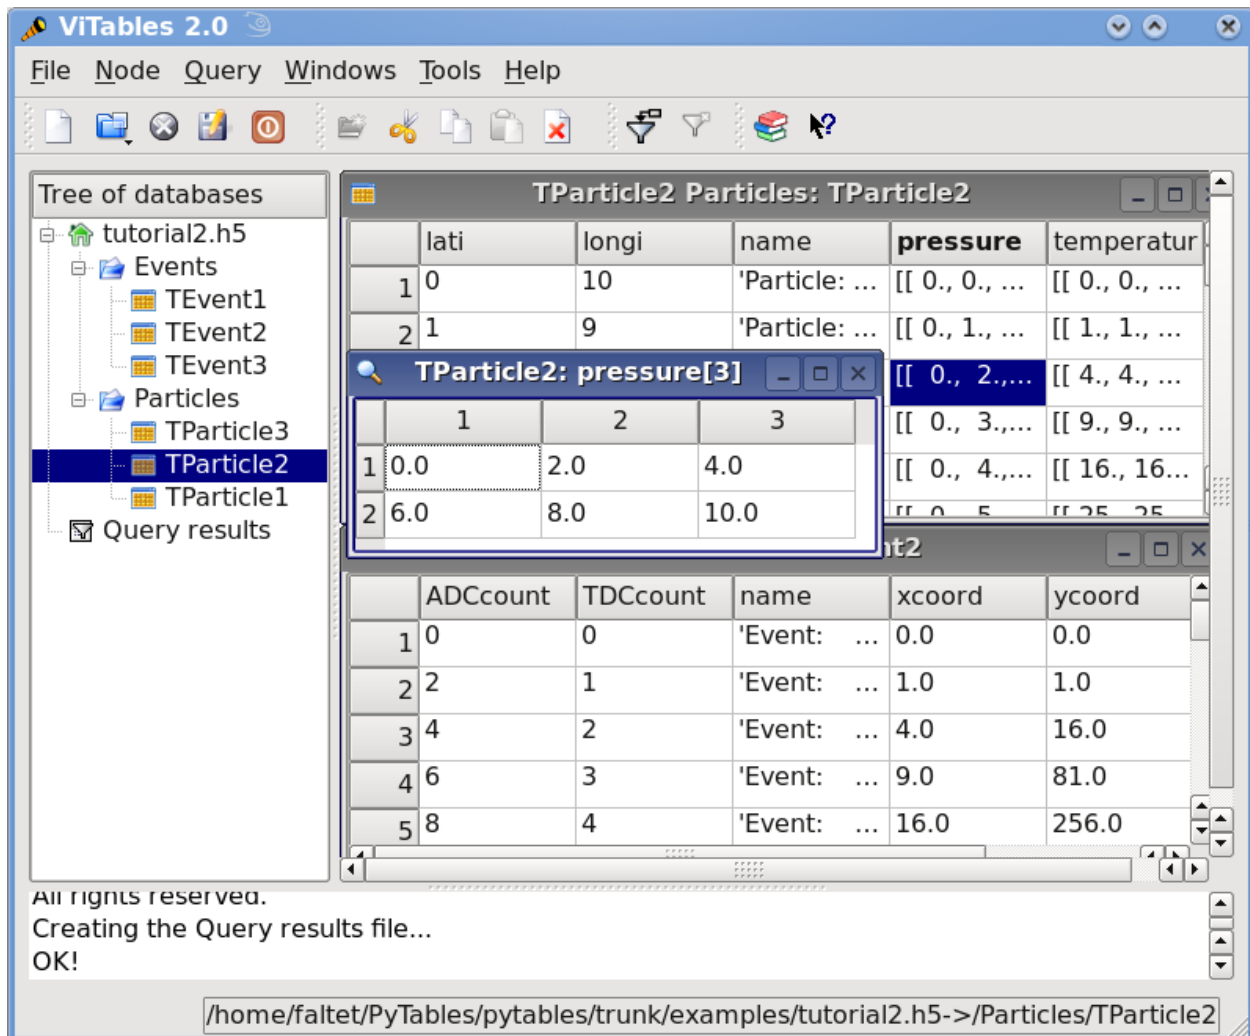 ViTables 2.0
File Node Query Windows Tools Help
Tree of databases
tutorial2.h5
Events
TEvent1
TEvent2
TEvent3
Particles
TParticle3
TParticle2
TParticle1
Query results
TParticle2 Particles: TParticle2
lati longi name pressure temperatur
1 0 10 'Particle: ... [[ 0., 0., ... [[ 0., 0., ...
2 1 9 'Particle: ... [[ 0., 1., ... [[ 1., 1., ...
[[ 0., 2.,... [[ 4., 4., ...
[[ 0., 3.,... [[ 9., 9., ...
[[ 0., 4.,... [[ 16., 16...
TParticle2: pressure[3]
1 2 3
1 0.0 2.0 4.0
2 6.0 8.0 10.0
ADCcount TDCcount name xcoord ycoord
1 0 0 'Event: ... 0.0 0.0
2 2 1 'Event: ... 1.0 1.0
3 4 2 'Event: ... 4.0 16.0
4 6 3 'Event: ... 9.0 81.0
5 8 4 'Event: ... 16.0 256.0
All rights reserved.
Creating the Query results file...
OK!
/home/faltet/PyTables/pytables/trunk/examples/tutorial2.h5->/Particles/TParticle2